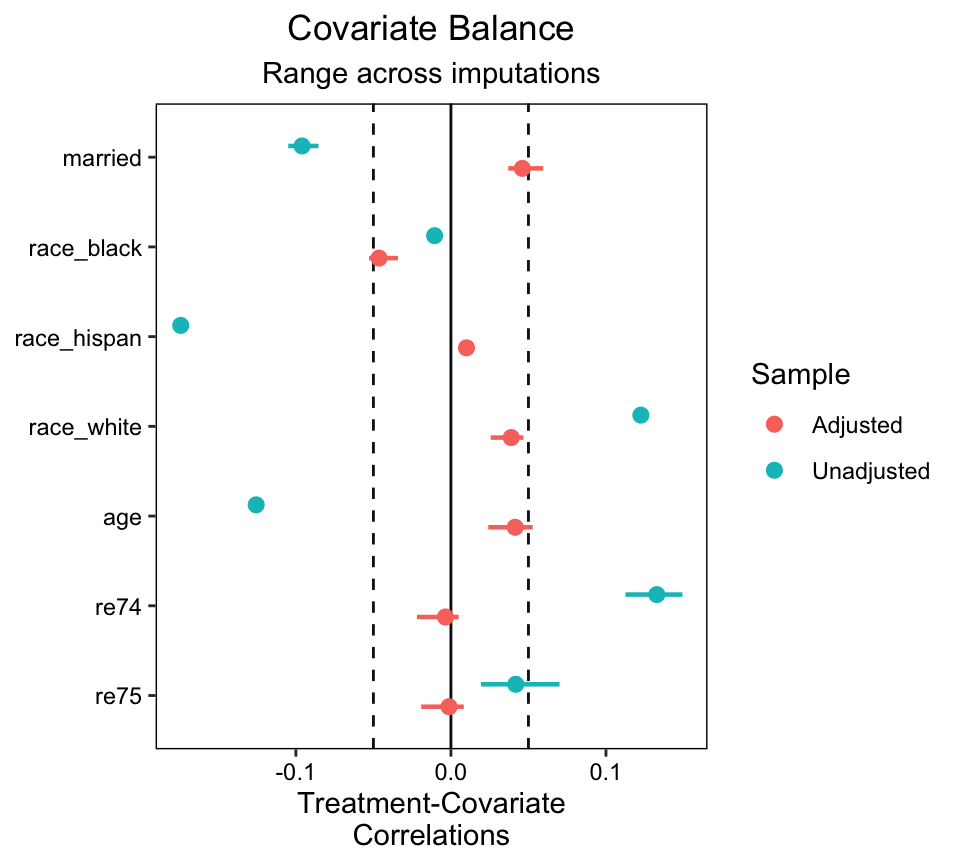 Covariate Balance
Range across imputations
married
race_black
race_hispan
race_white
age
re74
re75
-0.1 0.0 0.1
Treatment-Covariate
Correlations
Sample
Adjusted
Unadjusted